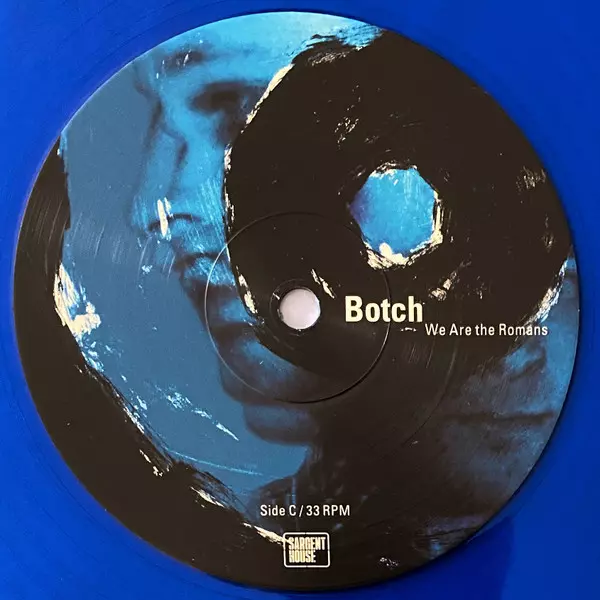 Botch
We Are the Romans
Side C / 33 RPM
SARGENT
HOUSE